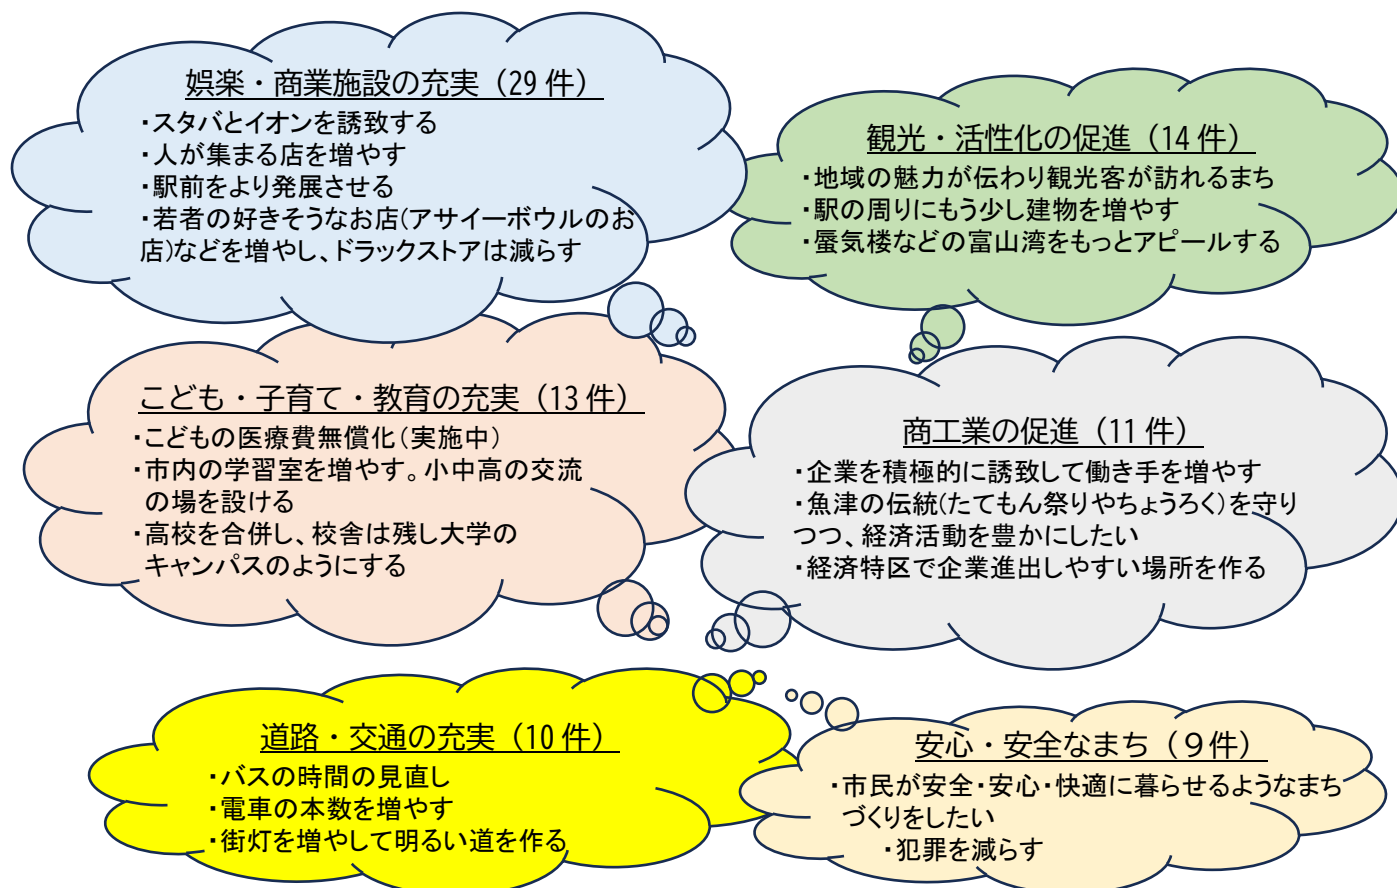 娯楽・商業施設の充実（29 件）
・スタバとイオンを誘致する
・人が集まる店を増やす
・駅前をより発展させる
・若者の好きそうなお店(アサイーボウルのお
店)などを増やし、ドラックストアは減らす
観光・活性化の促進（14 件）
・地域の魅力が伝わり観光客が訪れるまち
・駅の周りにもう少し建物を増やす
・蜃気楼などの富山湾をもっとアピールする
こども・子育て・教育の充実（13 件）
・こどもの医療費無償化（実施中）
・市内の学習室を増やす。小中高の交流
の場を設ける
・高校を合併し、校舎は残し大学の
キャンパスのようにする
商工業の促進（11 件）
・企業を積極的に誘致して働き手を増やす
・魚津の伝統(たてもん祭りやちょうろく)を守り
つつ、経済活動を豊かにしたい
・経済特区で企業進出しやすい場所を作る
道路・交通の充実（10 件）
・バスの時間の見直し
・電車の本数を増やす
・街灯を増やして明るい道を作る
安心・安全なまち（９件）
・市民が安全・安心・快適に暮らせるようなまち
づくりをしたい
・犯罪を減らす